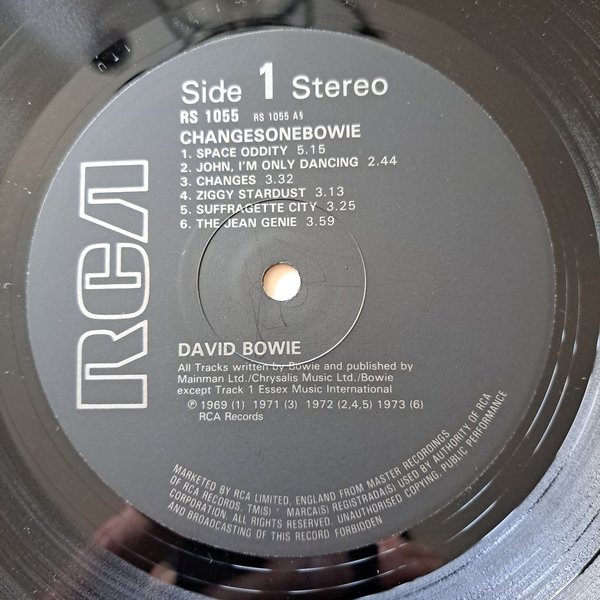 RCA
Side 1 Stereo
RS 1055 RS 1055 A§
CHANGESONEBOWIE
1. SPACE ODDITY 5.15
2. JOHN, I'M ONLY DANCING 2.44
3. CHANGES 3.32
4. ZIGGY STARDUST 3.13
5. SUFFRAGETTE CITY 3.25
6. THE JEAN GENIE 3.59
DAVID BOWIE
All Tracks written by Bowie and published by
Mainman Ltd./Chrysalis Music Ltd./Bowie
except Track 1 Essex Music International
℗ 1969 (1) 1971 (3) 1972 (2,4,5) 1973 (6)
RCA Records
MARKETED BY RCA LIMITED, ENGLAND FROM MASTER RECORDINGS
OF RCA RECORDS, TM(S) ® MARCA(S) REGISTRADA(S) USED BY AUTHORITY OF RCA
CORPORATION. ALL RIGHTS RESERVED. UNAUTHORISED COPYING, PUBLIC PERFORMANCE
AND BROADCASTING OF THIS RECORD FORBIDDEN